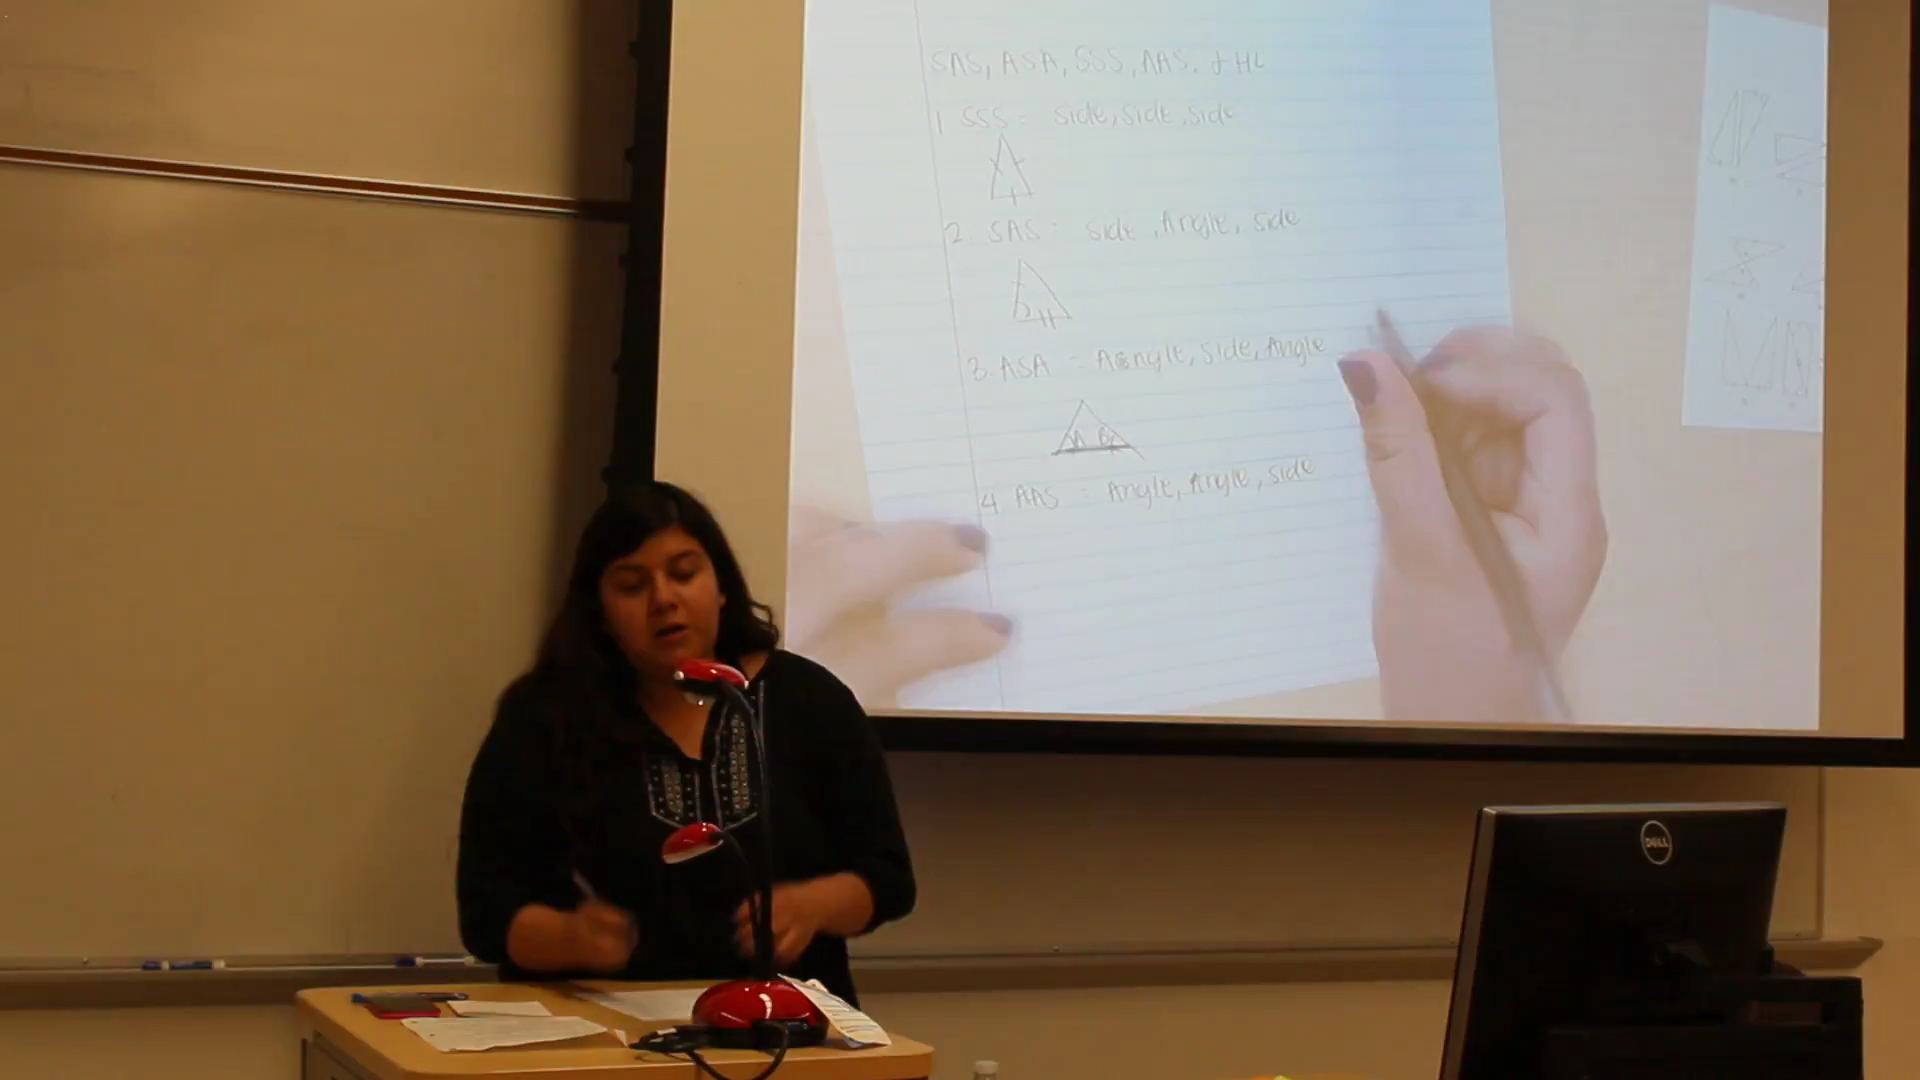 SAS, ASA, SSS, AAS, & HL
1 SSS = side, side, side
2. SAS = side, Angle, side
3. ASA = Angle, side, Angle
4. AAS = Angle, Angle, side
DELL